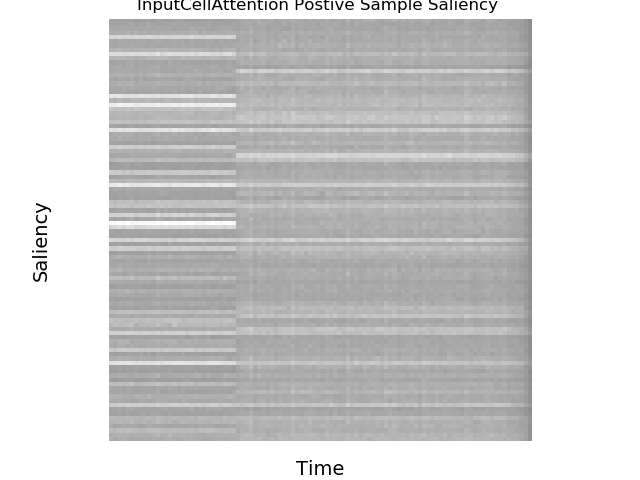 InputCellAttention Postive Sample Saliency
Saliency
Time